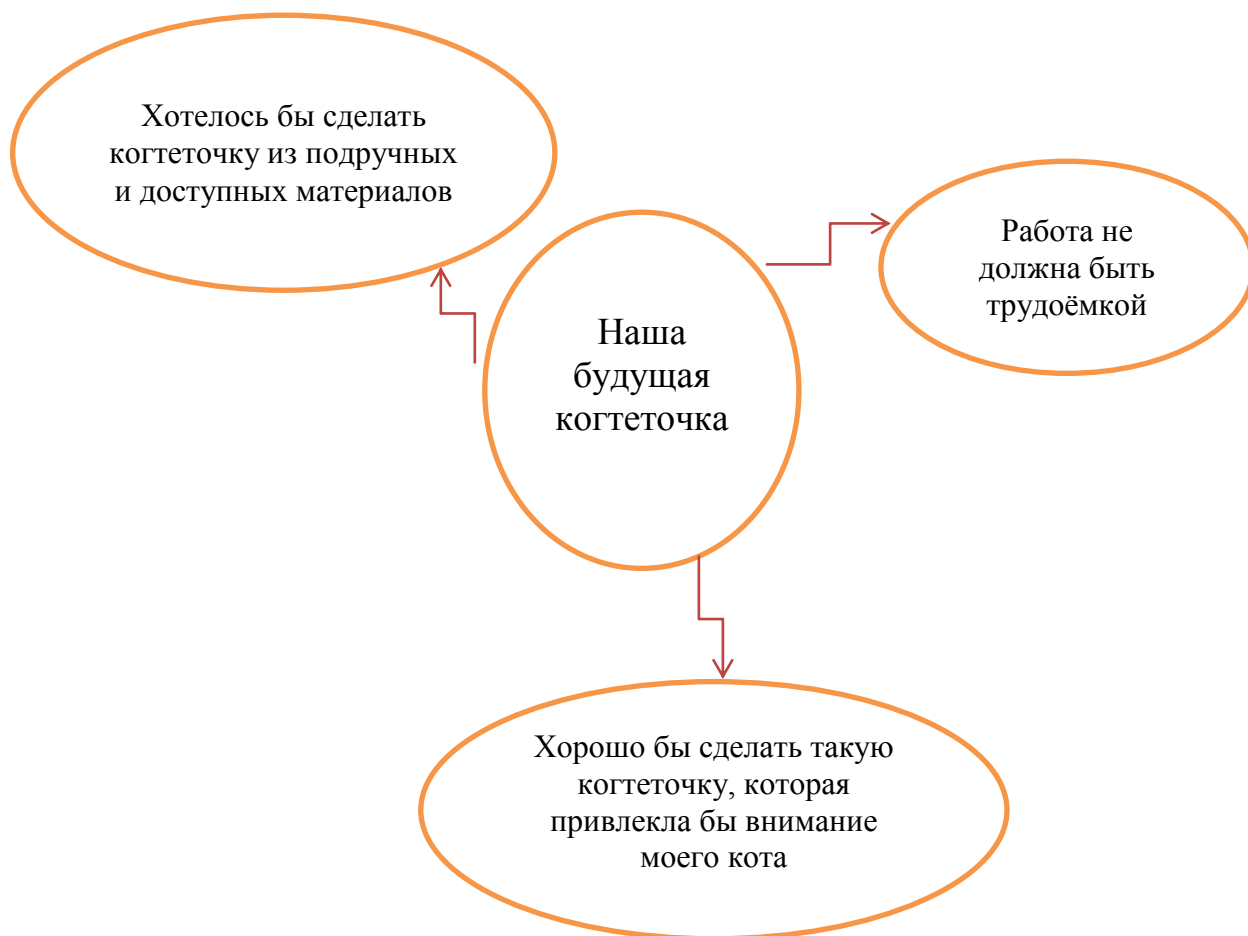 Хотелось бы сделать
когтеточку из подручных
и доступных материалов
Работа не
должна быть
трудоёмкой
Наша
будущая
когтеточка
Хорошо бы сделать такую
когтеточку, которая
привлекла бы внимание
моего кота